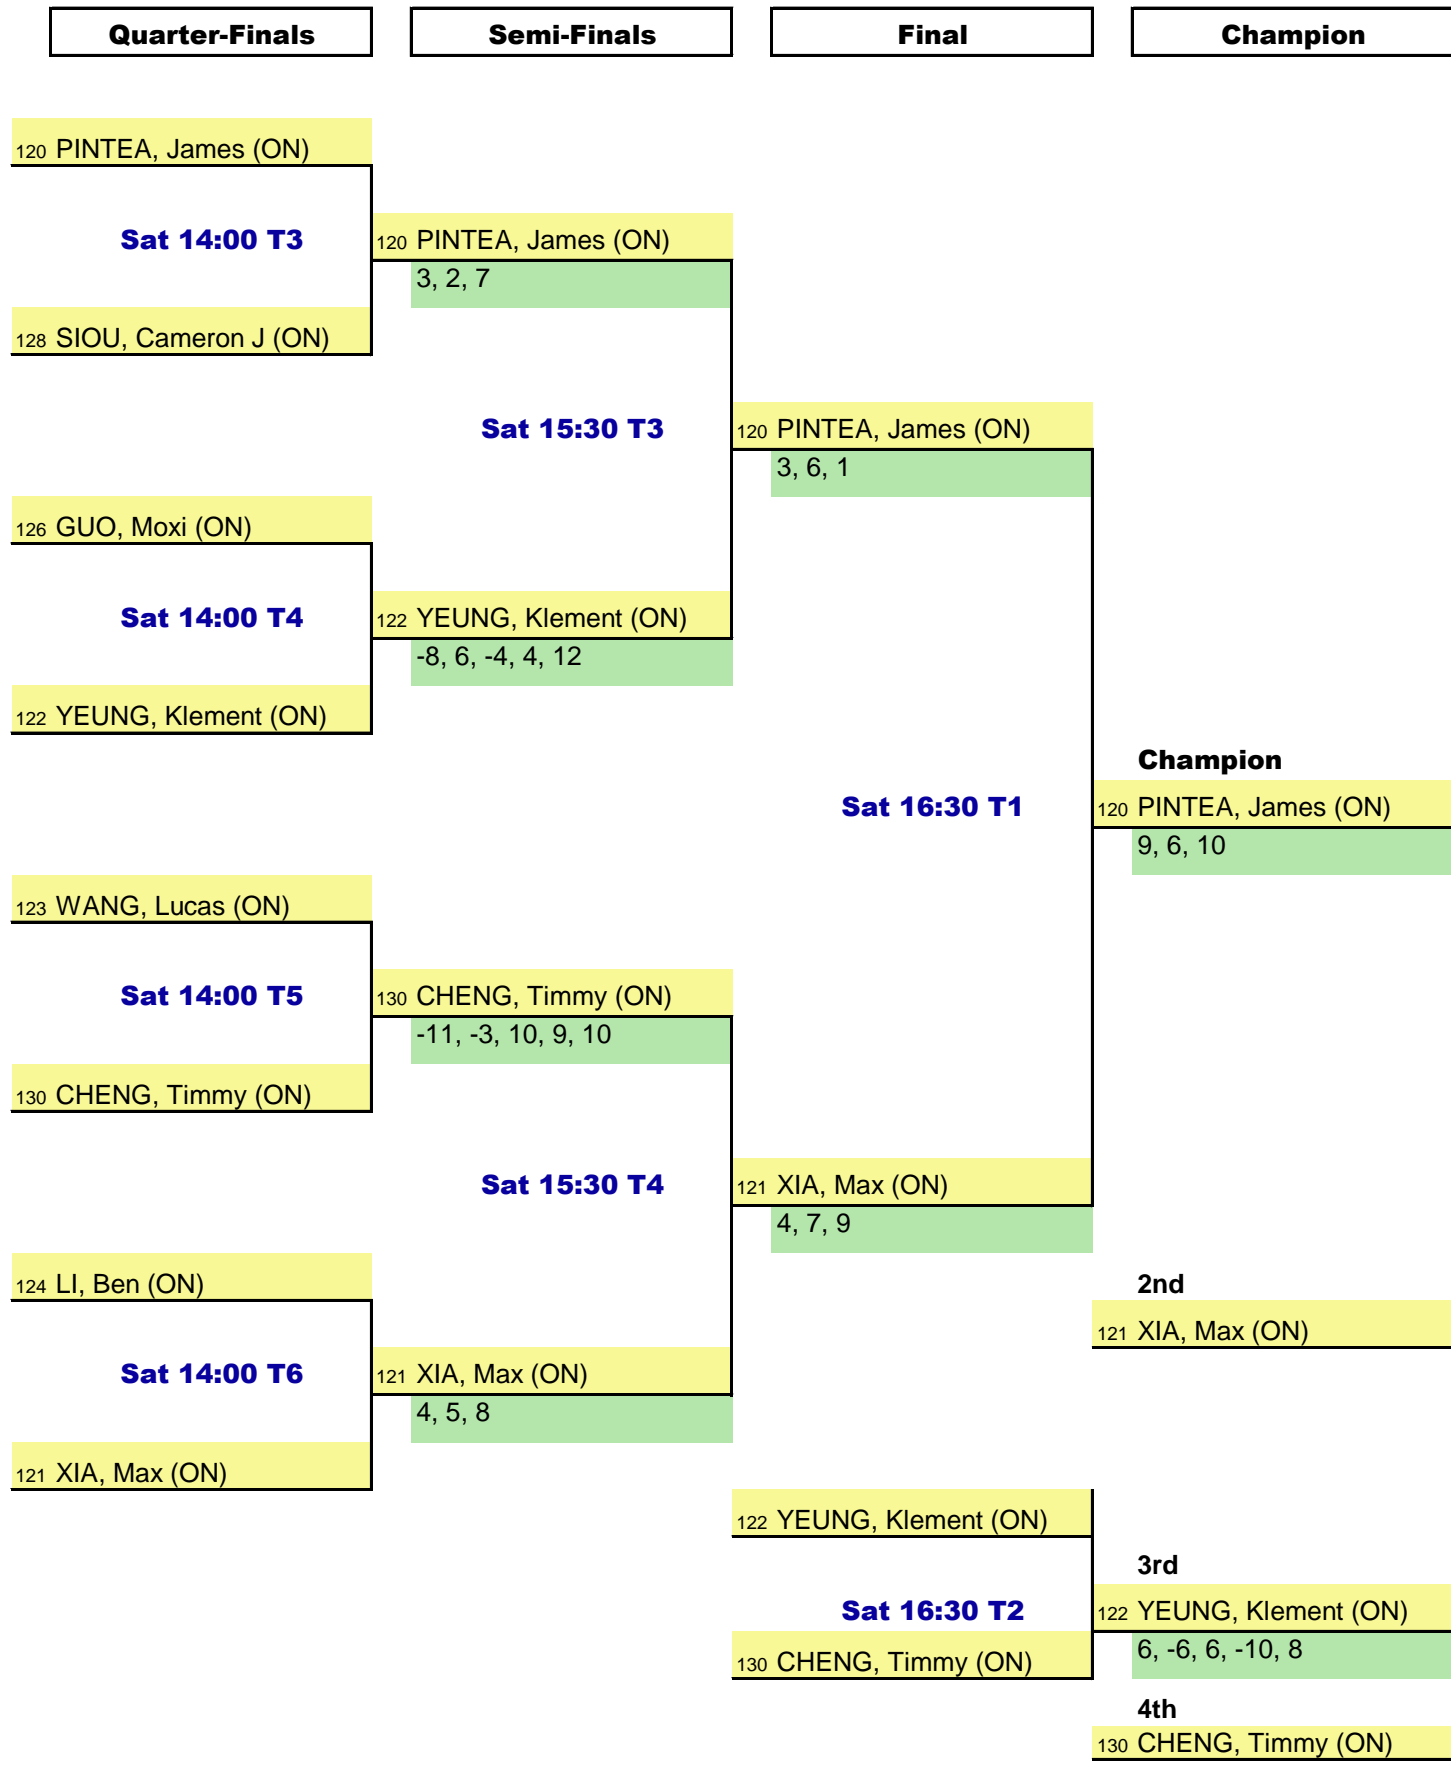 Quarter-Finals Semi-Finals Final Champion
120 PINTEA, James (ON)
Sat 14:00 T3
120 PINTEA, James (ON)
3, 2, 7
128 SIOU, Cameron J (ON)
Sat 15:30 T3
120 PINTEA, James (ON)
3, 6, 1
126 GUO, Moxi (ON)
Sat 14:00 T4
122 YEUNG, Klement (ON)
-8, 6, -4, 4, 12
122 YEUNG, Klement (ON)
Champion
Sat 16:30 T1
120 PINTEA, James (ON)
9, 6, 10
123 WANG, Lucas (ON)
Sat 14:00 T5
130 CHENG, Timmy (ON)
-11, -3, 10, 9, 10
130 CHENG, Timmy (ON)
Sat 15:30 T4
121 XIA, Max (ON)
4, 7, 9
124 LI, Ben (ON)
2nd
121 XIA, Max (ON)
Sat 14:00 T6
121 XIA, Max (ON)
4, 5, 8
121 XIA, Max (ON)
122 YEUNG, Klement (ON)
3rd
Sat 16:30 T2
122 YEUNG, Klement (ON)
6, -6, 6, -10, 8
130 CHENG, Timmy (ON)
4th
130 CHENG, Timmy (ON)